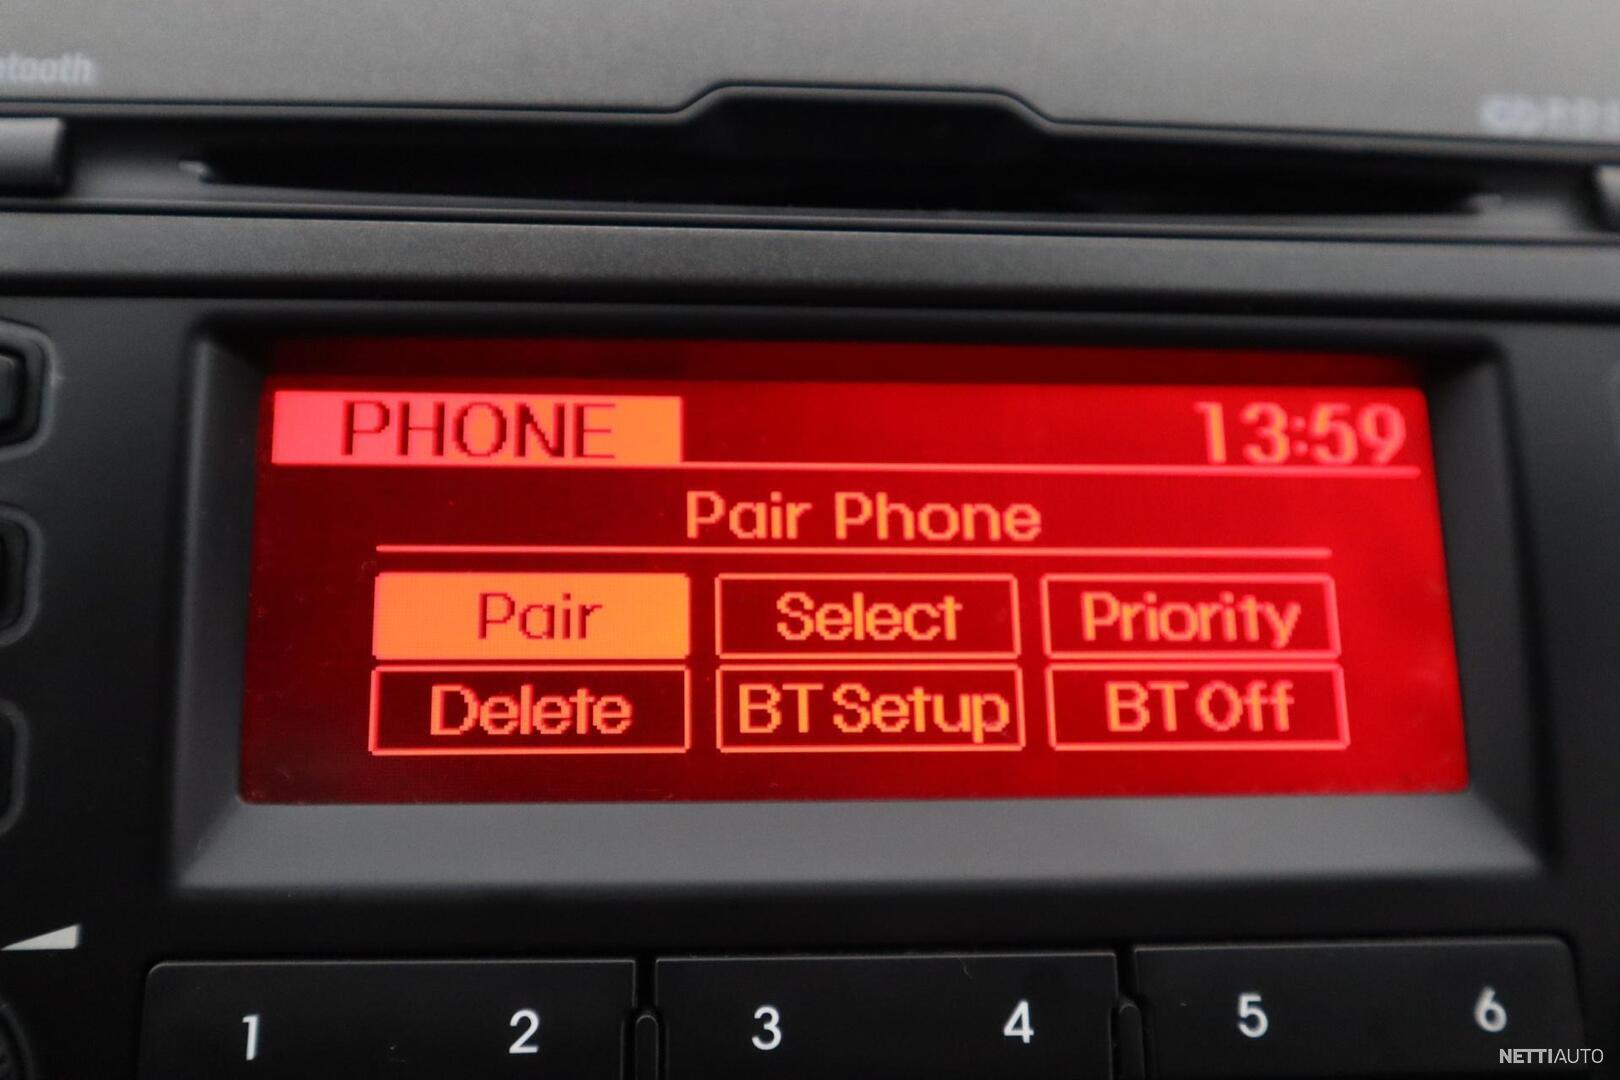 PHONE 13:59
Pair Phone
Pair Select Priority
Delete BT Setup BT Off
1 2 3 4 5 6
NETTIAUTO